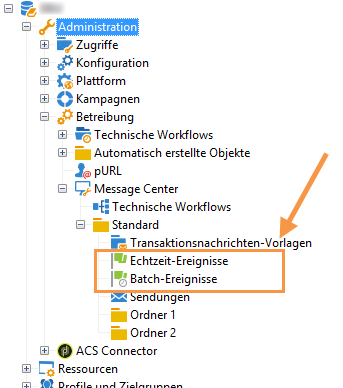 Administration
Zugriffe
Konfiguration
Plattform
Kampagnen
Betreibung
Technische Workflows
Automatisch erstellte Objekte
pURL
Message Center
Technische Workflows
Standard
Transaktionsnachrichten-Vorlagen
Echtzeit-Ereignisse
Batch-Ereignisse
Sendungen
Ordner 1
Ordner 2
ACS Connector
Ressourcen
Profile und Zielgruppen